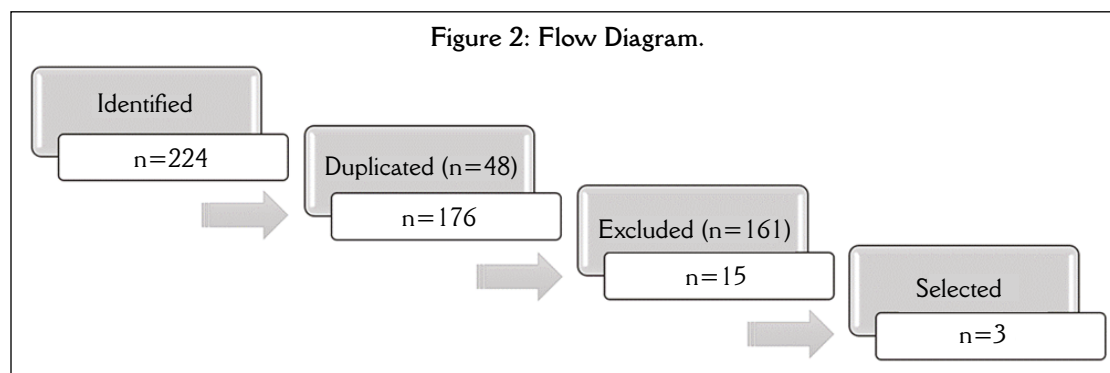 Figure 2: Flow Diagram.
Identified
n=224
Duplicated (n=48)
n=176
Excluded (n=161)
n=15
Selected
n=3